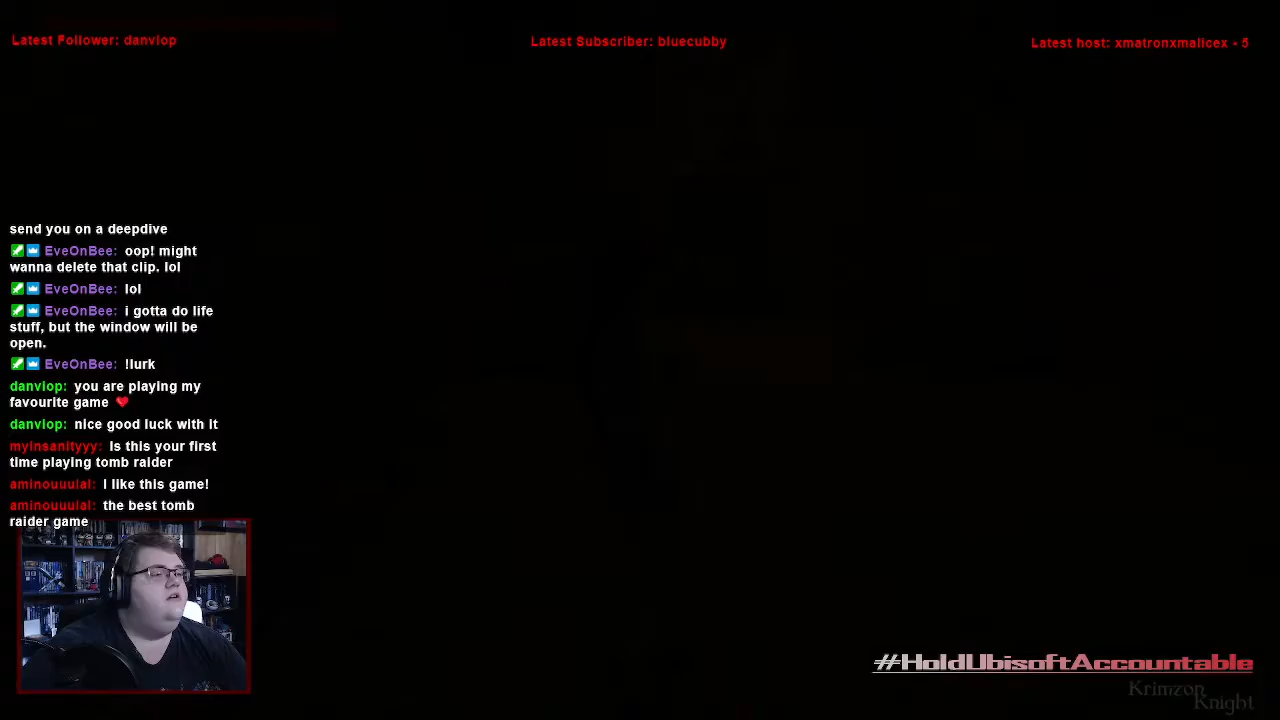 Latest Follower: danvlop
Latest Subscriber: bluecubby
Latest host: xmatronxmalicex - 5
send you on a deepdive
EveOnBee: oop! might
wanna delete that clip. lol
EveOnBee: lol
EveOnBee: i gotta do life
stuff, but the window will be
open.
EveOnBee: !lurk
danvlop: you are playing my
favourite game
danvlop: nice good luck with it
myinsanityyy: Is this your first
time playing tomb raider
aminouuulal: I like this game!
aminouuulal: the best tomb
raider game
#HoldUbisoftAccountable
Krimzon
Knight